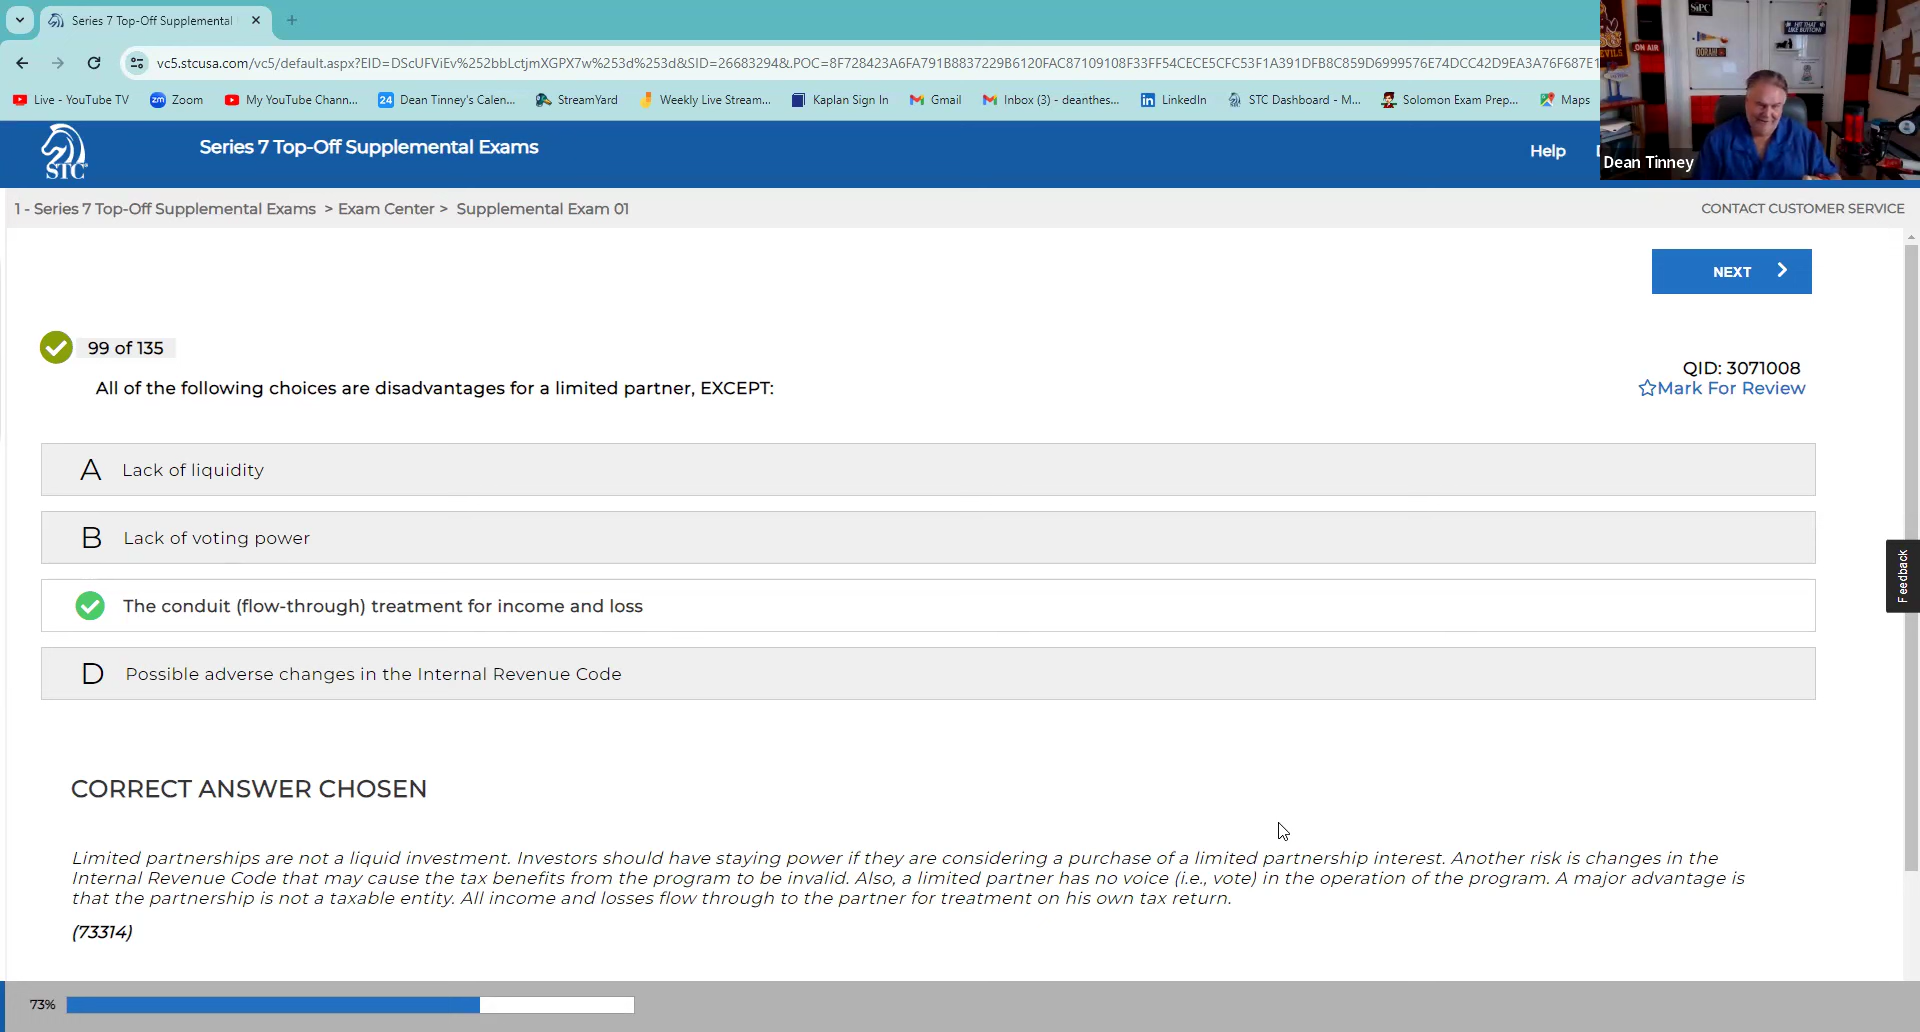 Series 7 Top-Off Supplemental
vc5.stcusa.com/vc5/default.aspx?EID=DScUFViEv%252bbLctjmXGPX7w%253d%253d&SID=26683294&.POC=8F728423A6FA791B8837229B6120FAC87109108F33FF54CECE5CFC53F1A391DFB8C859D6999576E74DCC42D9EA3A76F687E1
Live - YouTube TV
Zoom
My YouTube Chann...
24 Dean Tinney's Calen...
StreamYard
Weekly Live Stream...
Kaplan Sign In
Gmail
Inbox (3) - deanthes...
LinkedIn
STC Dashboard - M...
Solomon Exam Prep...
Maps
SIPC
HIT THAT
LIKE BUTTON!
ON AIR
Dean Tinney
STC
Series 7 Top-Off Supplemental Exams
Help
1 - Series 7 Top-Off Supplemental Exams > Exam Center > Supplemental Exam 01
CONTACT CUSTOMER SERVICE
NEXT
99 of 135
QID: 3071008
Mark For Review
All of the following choices are disadvantages for a limited partner, EXCEPT:
A Lack of liquidity
B Lack of voting power
The conduit (flow-through) treatment for income and loss
D Possible adverse changes in the Internal Revenue Code
Feedback
CORRECT ANSWER CHOSEN
Limited partnerships are not a liquid investment. Investors should have staying power if they are considering a purchase of a limited partnership interest. Another risk is changes in the
Internal Revenue Code that may cause the tax benefits from the program to be invalid. Also, a limited partner has no voice (i.e., vote) in the operation of the program. A major advantage is
that the partnership is not a taxable entity. All income and losses flow through to the partner for treatment on his own tax return.
(73314)
73%